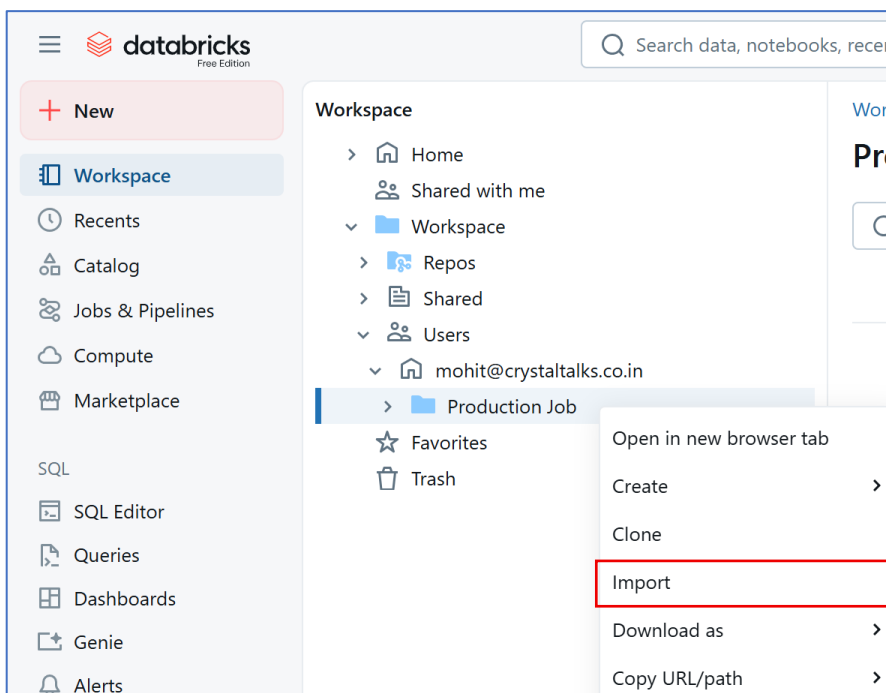 databricks
Free Edition
Search data, notebooks, recer
New
Workspace
Recents
Catalog
Jobs & Pipelines
Compute
Marketplace
SQL
SQL Editor
Queries
Dashboards
Genie
Alerts
Workspace
Home
Shared with me
Workspace
Repos
Shared
Users
mohit@crystaltalks.co.in
Production Job
Favorites
Trash
Wor
Pr
Open in new browser tab
Create
Clone
Import
Download as
Copy URL/path